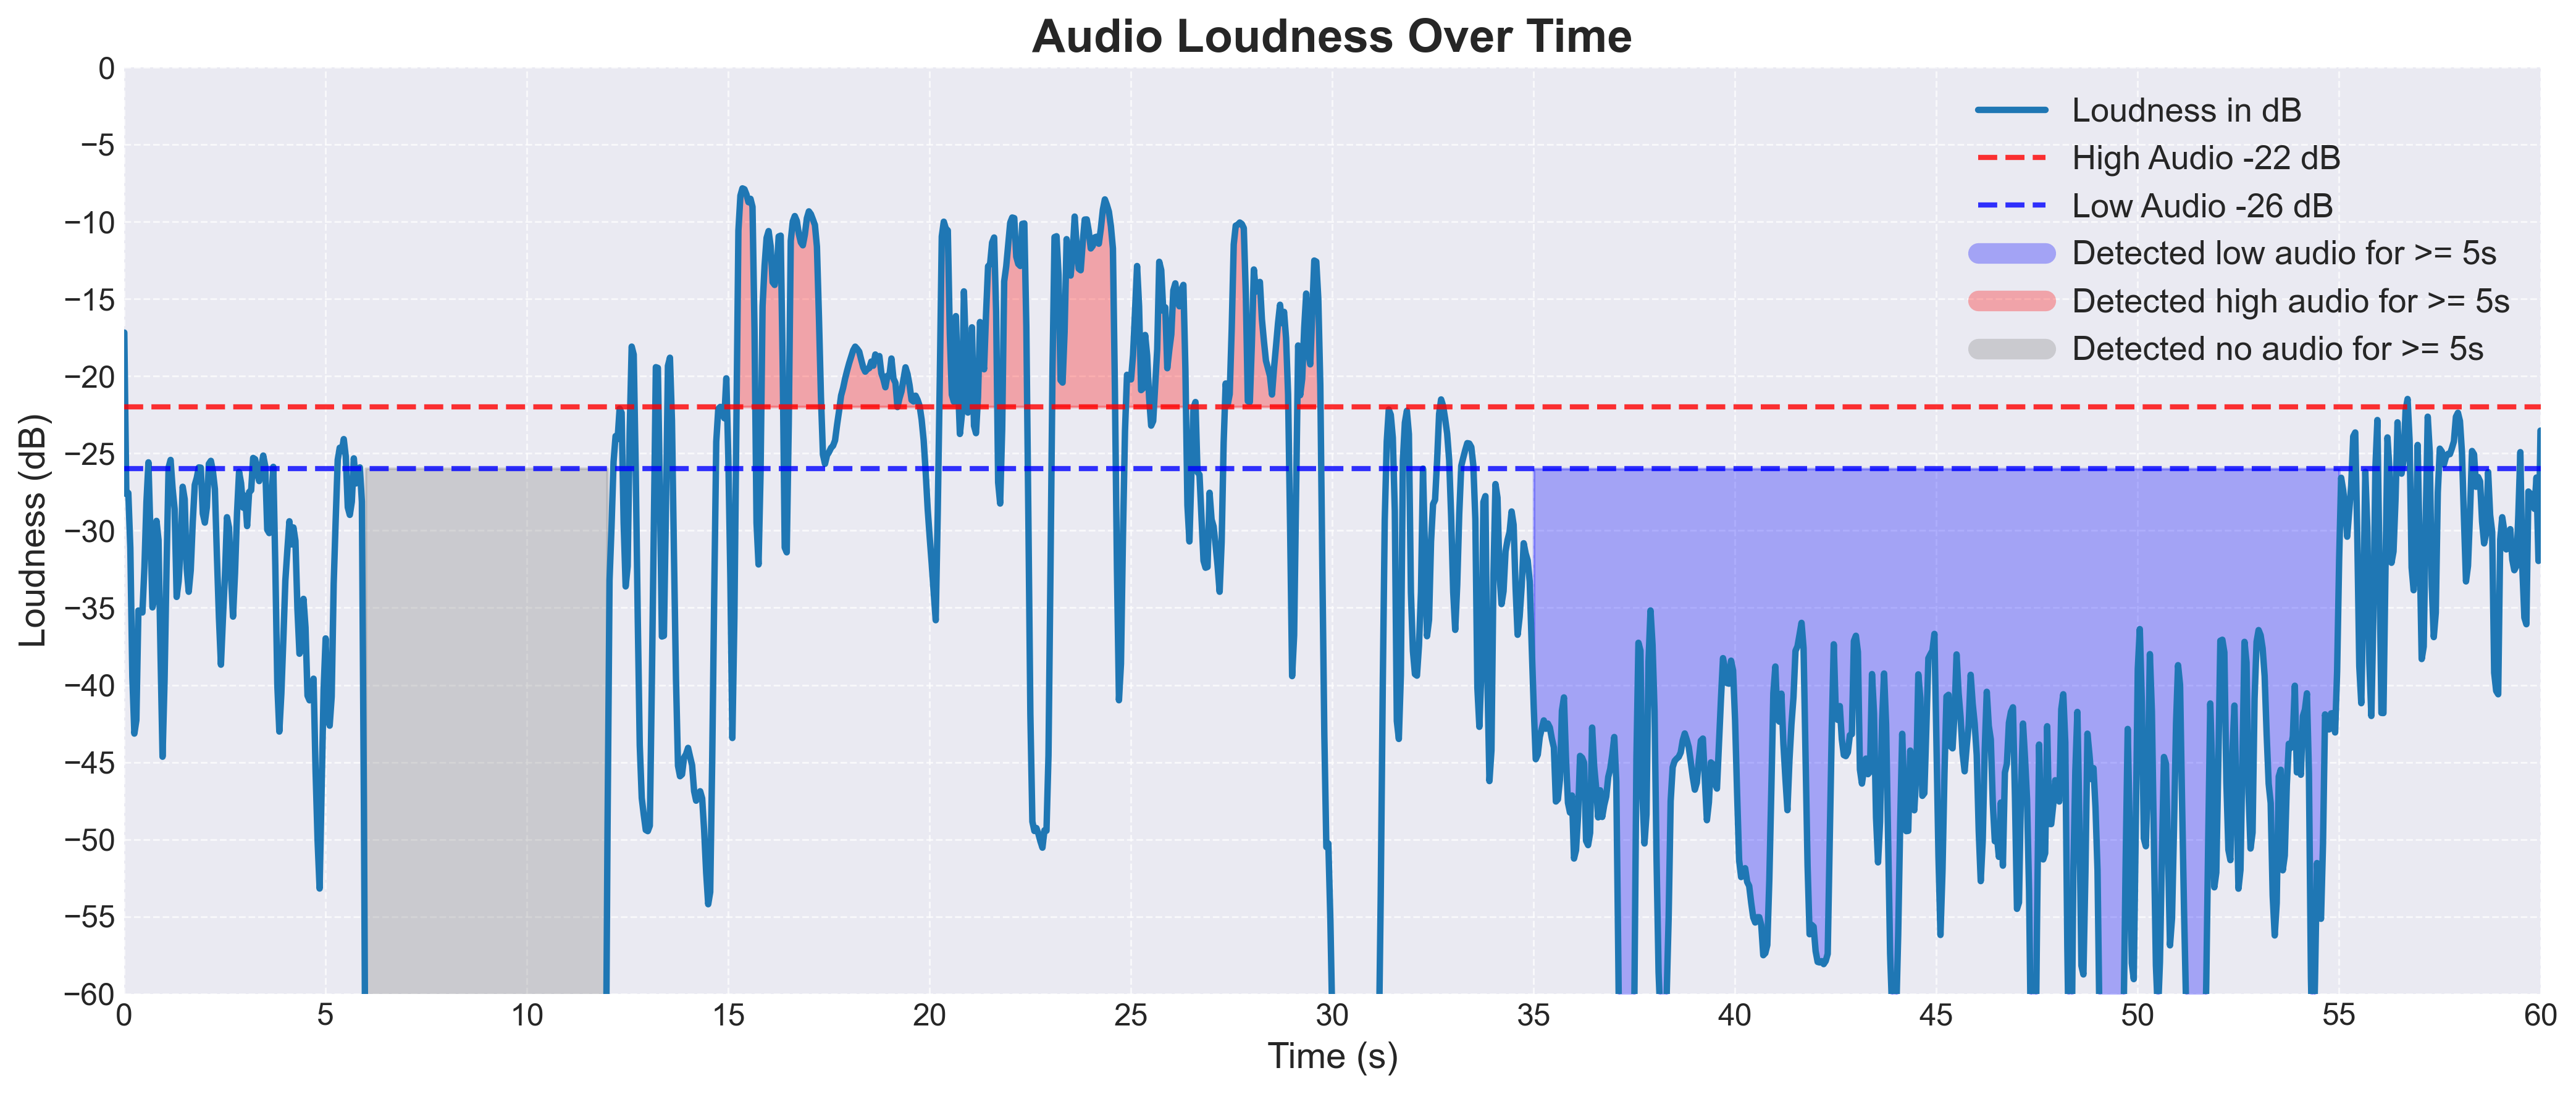 Audio Loudness Over Time
0
−5
−10
−15
−20
−25
−30
−35
−40
−45
−50
−55
−60
Loudness (dB)
Loudness in dB
High Audio -22 dB
Low Audio -26 dB
Detected low audio for >= 5s
Detected high audio for >= 5s
Detected no audio for >= 5s
0 5 10 15 20 25 30 35 40 45 50 55 60
Time (s)